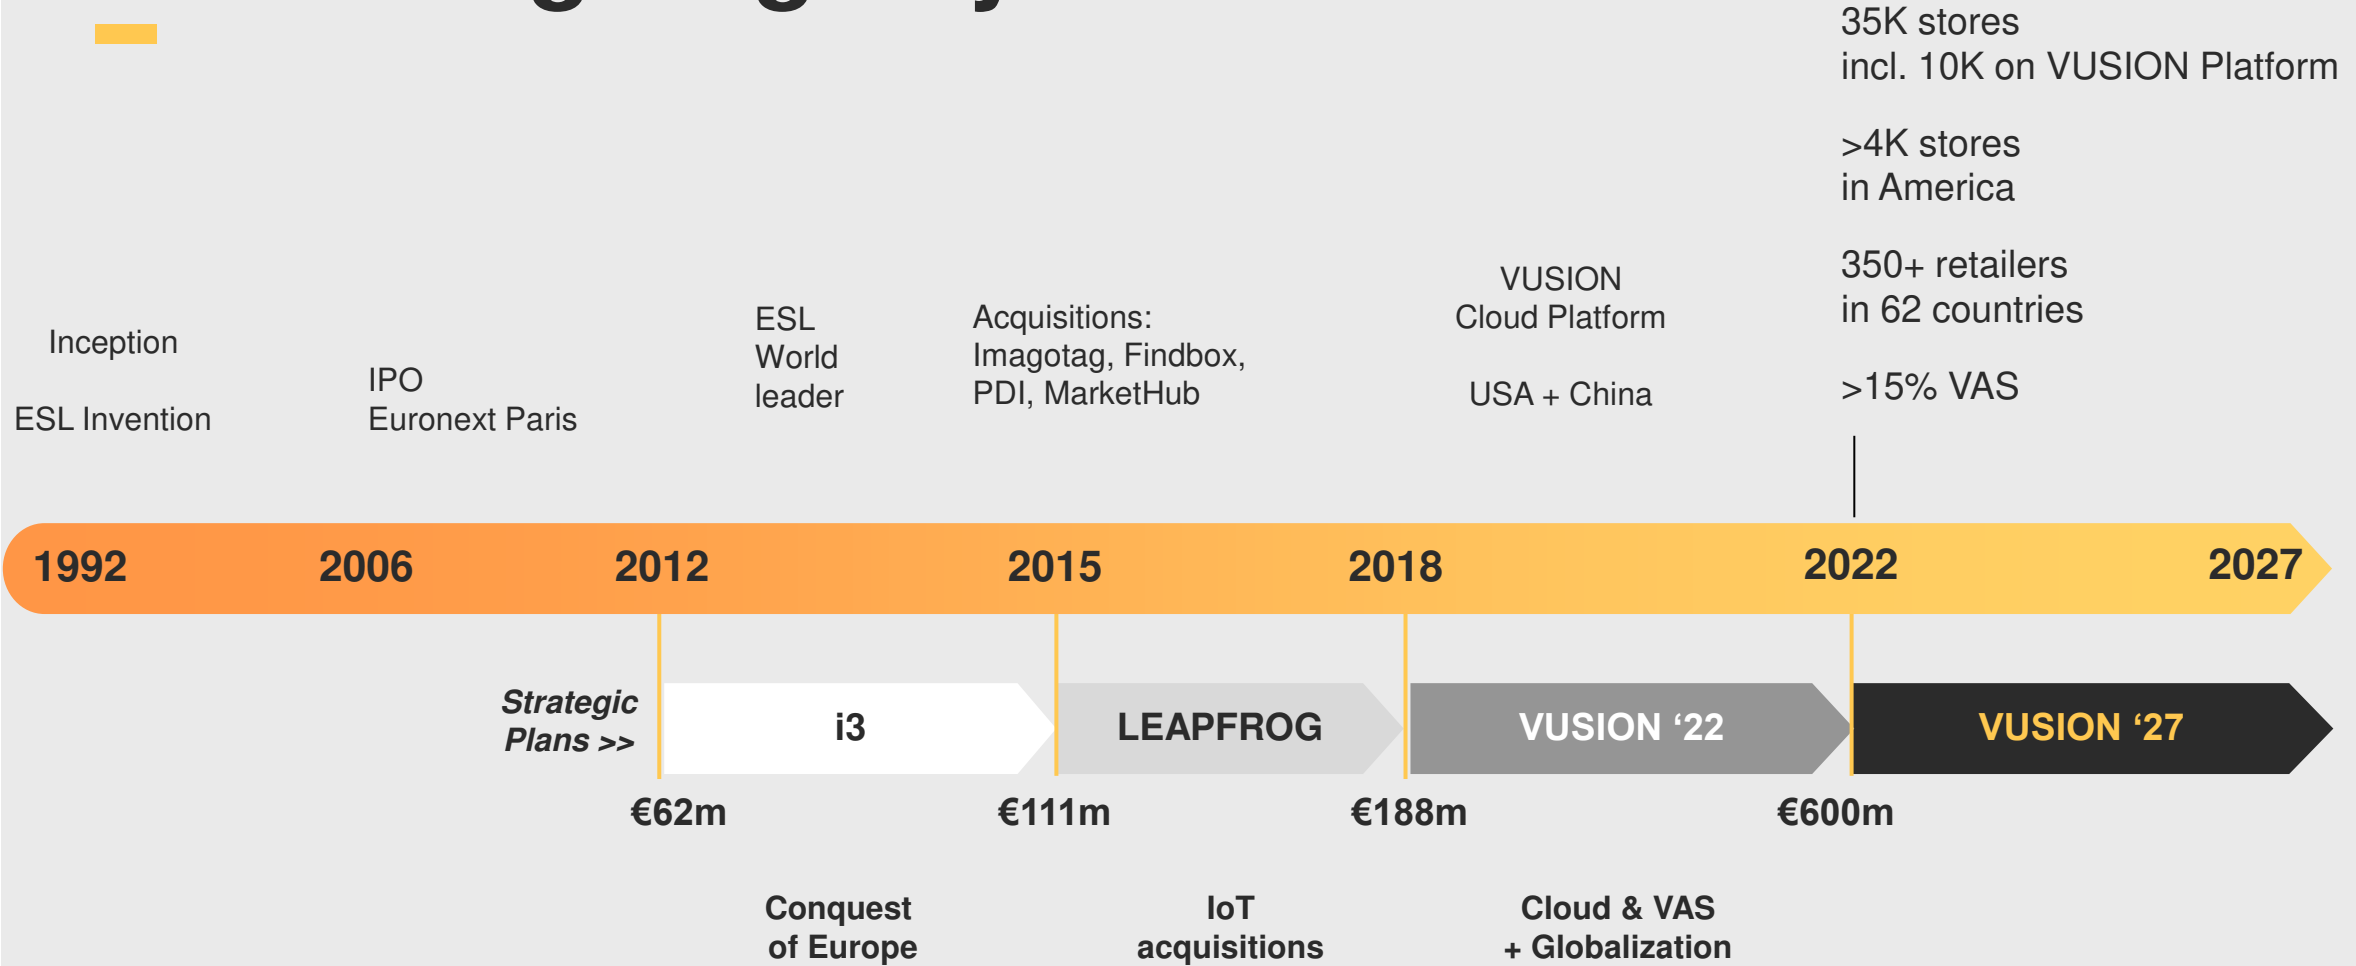 35K stores
incl. 10K on VUSION Platform
>4K stores
in America
350+ retailers
in 62 countries
>15% VAS
Inception
ESL Invention
IPO
Euronext Paris
ESL
World
leader
Acquisitions:
Imagotag, Findbox,
PDI, MarketHub
VUSION
Cloud Platform
USA + China
1992 2006 2012 2015 2018 2022 2027
Strategic
Plans >>
i3 LEAPFROG VUSION ‘22 VUSION ‘27
€62m €111m €188m €600m
Conquest
of Europe
IoT
acquisitions
Cloud & VAS
+ Globalization